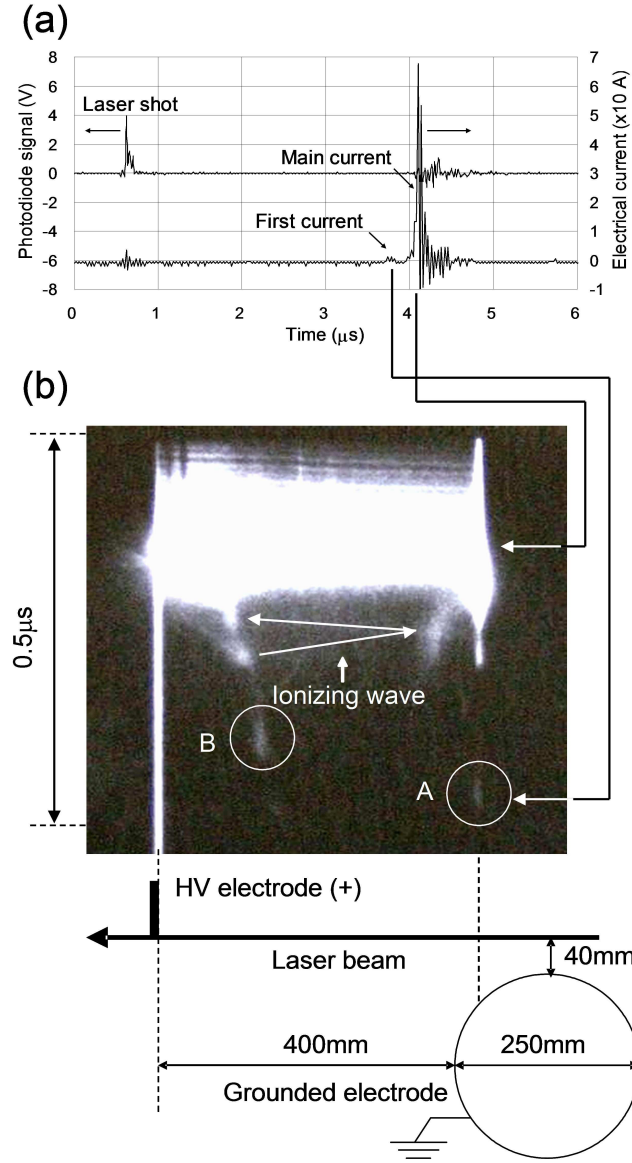 (a)
8
6
4
2
0
-2
-4
-6
-8
Photodiode signal (V)
7
6
5
4
3
2
1
0
-1
Electrical current (x10 A)
Laser shot
Main current
First current
0 1 2 3 4 5 6
Time (μs)
(b)
0.5μs
Ionizing wave
B
A
HV electrode (+)
Laser beam
40mm
400mm
250mm
Grounded electrode